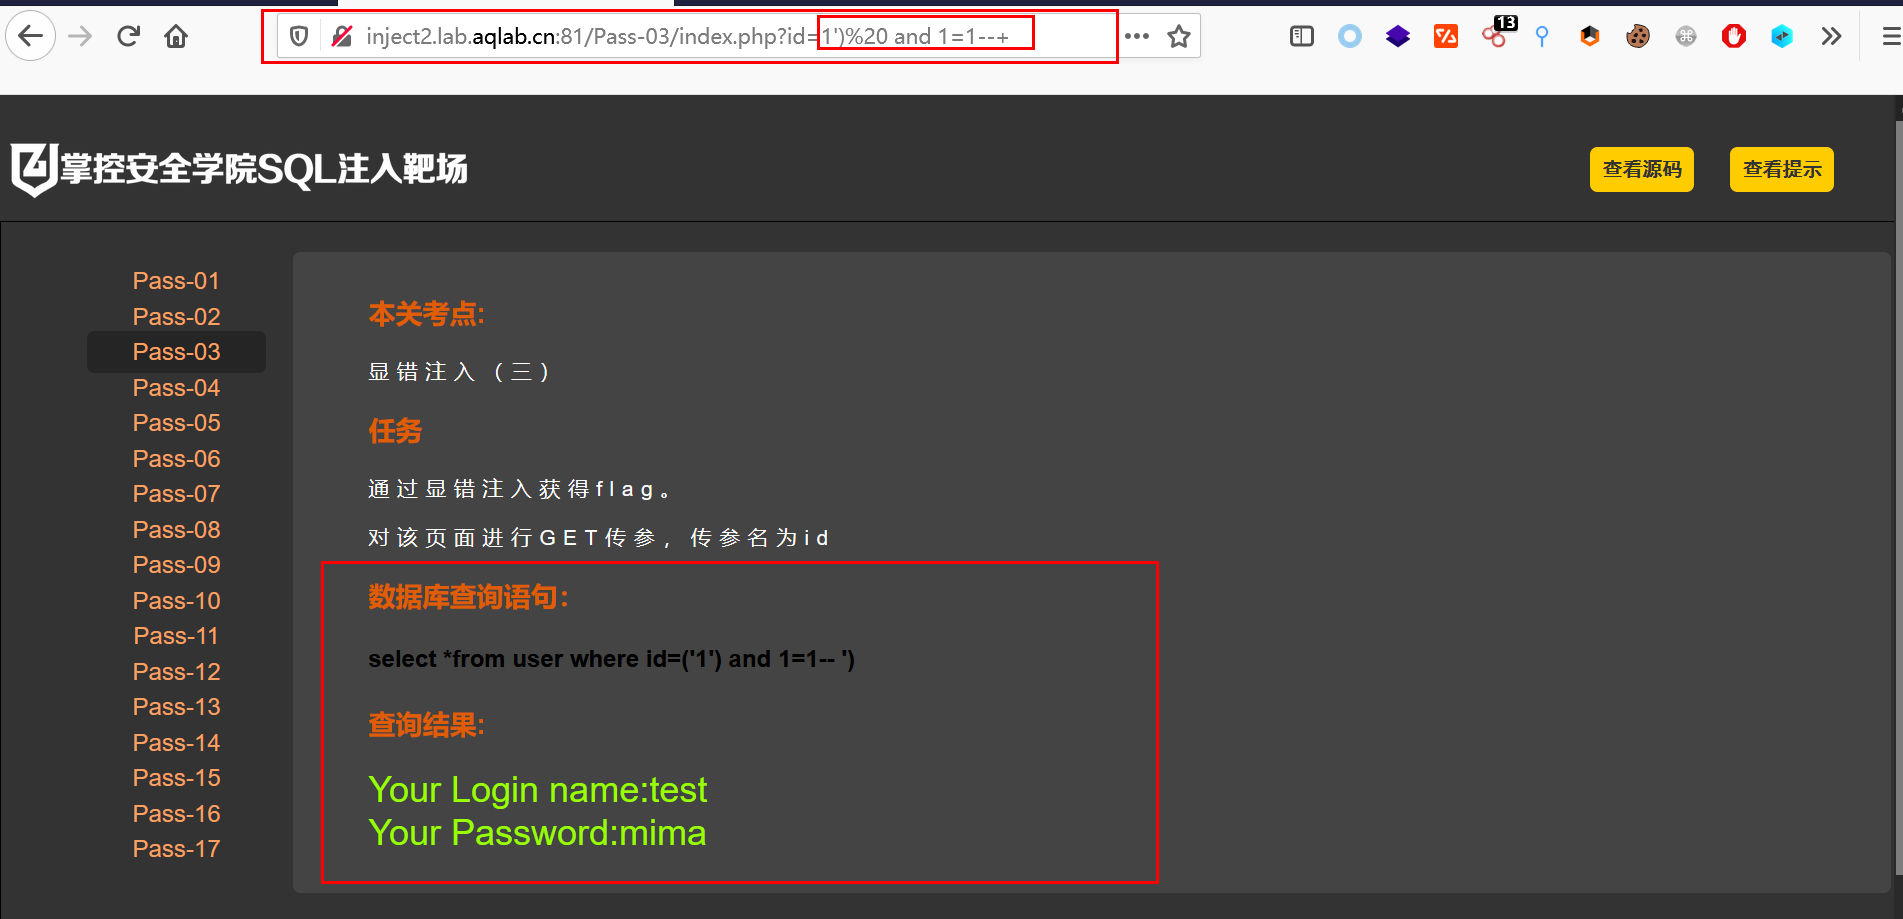 inject2.lab.aqlab.cn:81/Pass-03/index.php?id=1')%20 and 1=1--+
13
掌控安全学院SQL注入靶场
查看源码
查看提示
Pass-01
Pass-02
Pass-03
Pass-04
Pass-05
Pass-06
Pass-07
Pass-08
Pass-09
Pass-10
Pass-11
Pass-12
Pass-13
Pass-14
Pass-15
Pass-16
Pass-17
本关考点:
显错注入（三）
任务
通过显错注入获得flag。
对该页面进行GET传参，传参名为id
数据库查询语句：
select *from user where id=('1') and 1=1-- ')
查询结果:
Your Login name:test
Your Password:mima